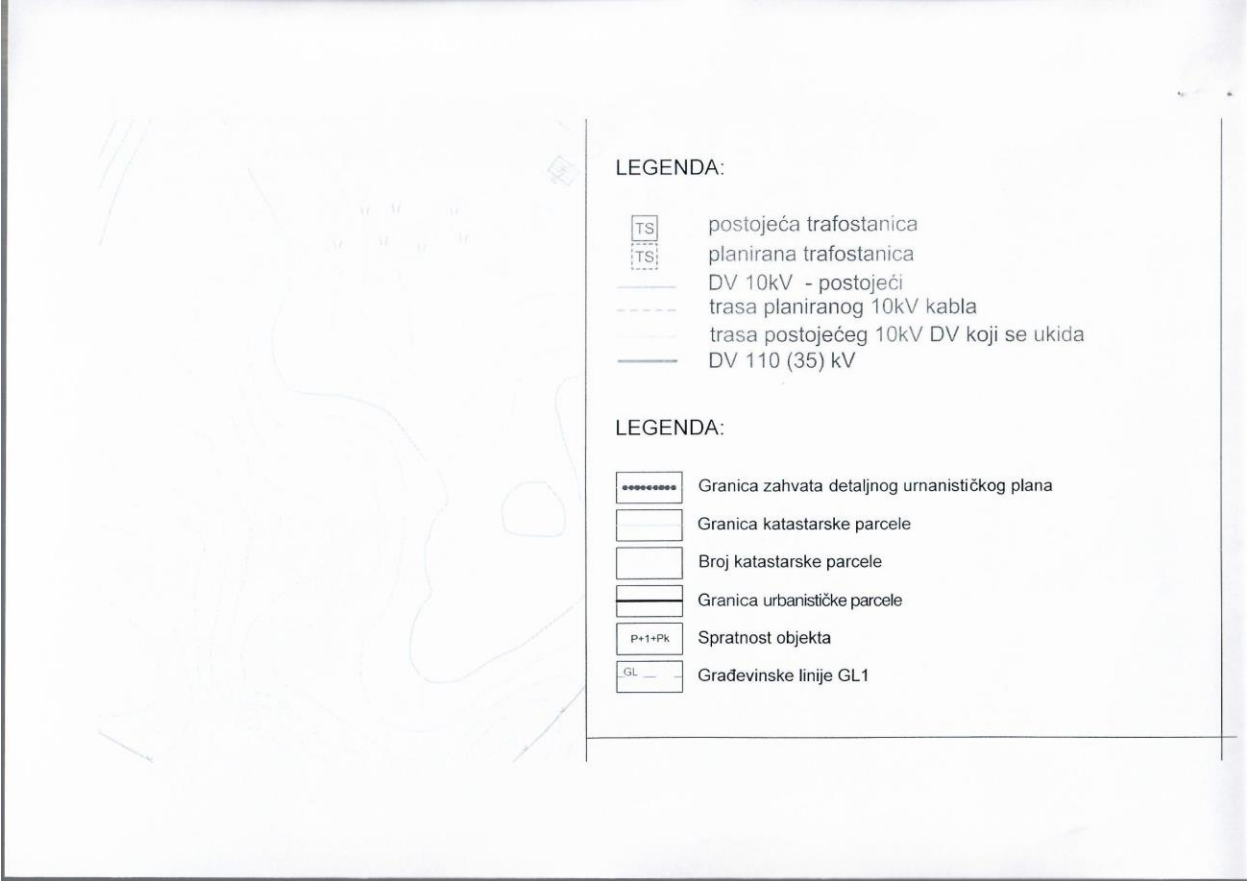 LEGENDA:
TS postojeća trafostanica
TS planirana trafostanica
DV 10kV - postojeći
trasa planiranog 10kV kabla
trasa postojećeg 10kV DV koji se ukida
DV 110 (35) kV
LEGENDA:
Granica zahvata detaljnog urnanističkog plana
Granica katastarske parcele
Broj katastarske parcele
Granica urbanističke parcele
P+1+Pk Spratnost objekta
GL Građevinske linije GL1